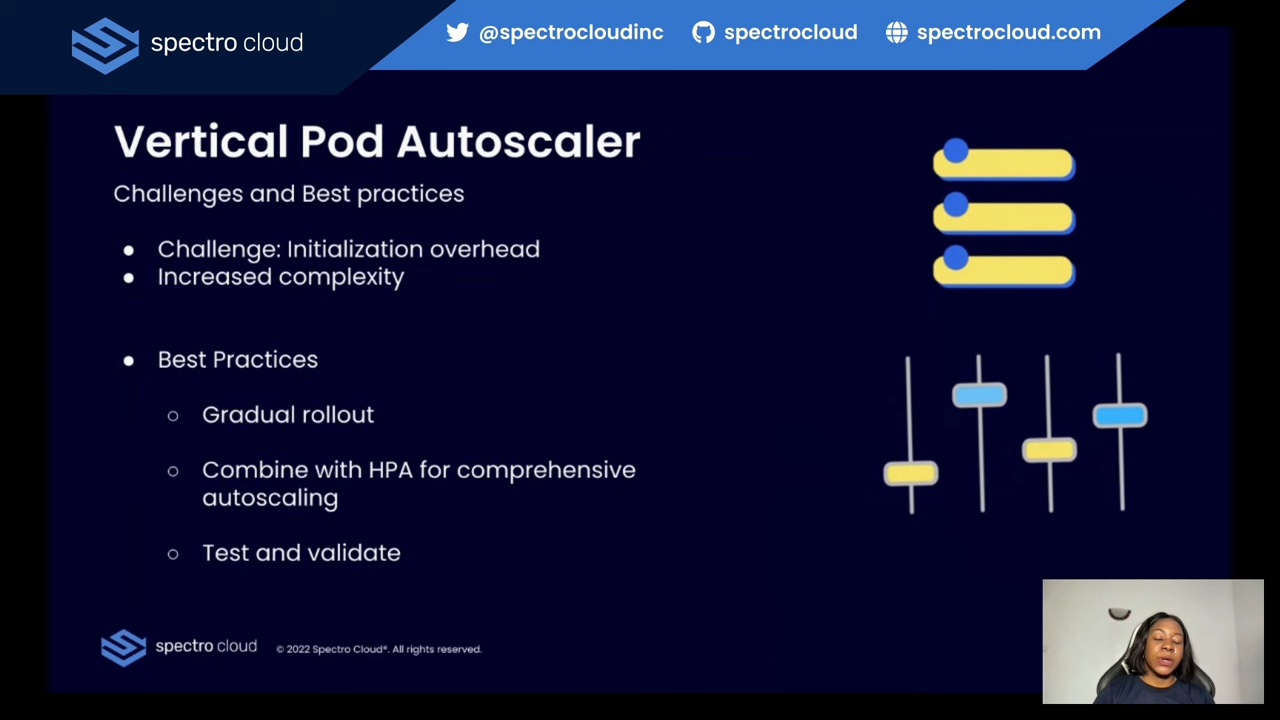 spectro cloud
@spectrocloudinc
spectrocloud
spectrocloud.com
Vertical Pod Autoscaler
Challenges and Best practices
● Challenge: Initialization overhead
● Increased complexity
● Best Practices
○ Gradual rollout
○ Combine with HPA for comprehensive
autoscaling
○ Test and validate
spectro cloud
© 2022 Spectro Cloud®. All rights reserved.